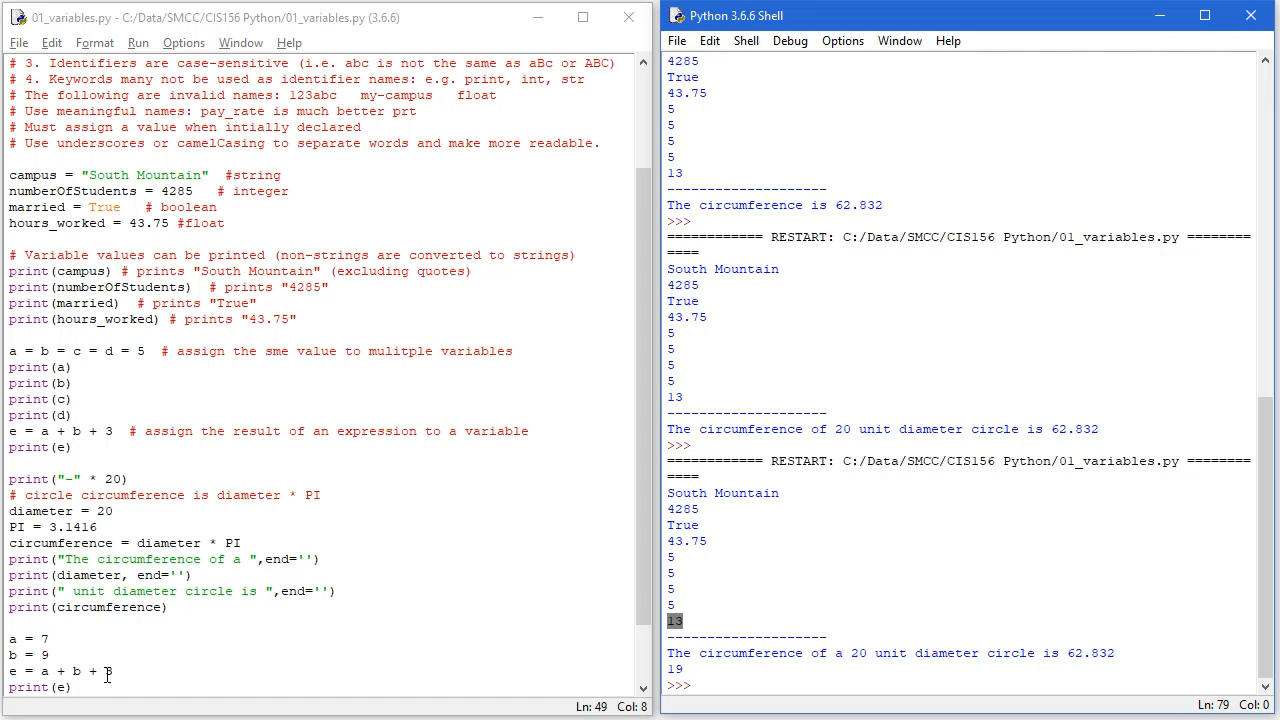 01_variables.py - C:/Data/SMCC/CIS156 Python/01_variables.py (3.6.6)
File Edit Format Run Options Window Help
# 3. Identifiers are case-sensitive (i.e. abc is not the same as aBc or ABC)
# 4. Keywords many not be used as identifier names: e.g. print, int, str
# The following are invalid names: 123abc   my-campus   float
# Use meaningful names: pay_rate is much better prt
# Must assign a value when intially declared
# Use underscores or camelCasing to separate words and make more readable.
campus = "South Mountain"  #string
numberOfStudents = 4285   # integer
married = True   # boolean
hours_worked = 43.75 #float
# Variable values can be printed (non-strings are converted to strings)
print(campus) # prints "South Mountain" (excluding quotes)
print(numberOfStudents)  # prints "4285"
print(married)  # prints "True"
print(hours_worked) # prints "43.75"
a = b = c = d = 5  # assign the sme value to mulitple variables
print(a)
print(b)
print(c)
print(d)
e = a + b + 3  # assign the result of an expression to a variable
print(e)
print("-" * 20)
# circle circumference is diameter * PI
diameter = 20
PI = 3.1416
circumference = diameter * PI
print("The circumference of a ",end='')
print(diameter, end='')
print(" unit diameter circle is ",end='')
print(circumference)
a = 7
b = 9
e = a + b + 3
print(e)
Ln: 49 Col: 8
Python 3.6.6 Shell
File Edit Shell Debug Options Window Help
4285
True
43.75
5
5
5
5
13
--------------------
The circumference is 62.832
>>>
============ RESTART: C:/Data/SMCC/CIS156 Python/01_variables.py ========
====
South Mountain
4285
True
43.75
5
5
5
5
13
--------------------
The circumference of 20 unit diameter circle is 62.832
>>>
============ RESTART: C:/Data/SMCC/CIS156 Python/01_variables.py ========
====
South Mountain
4285
True
43.75
5
5
5
5
13
--------------------
The circumference of a 20 unit diameter circle is 62.832
19
>>>
Ln: 79 Col: 0